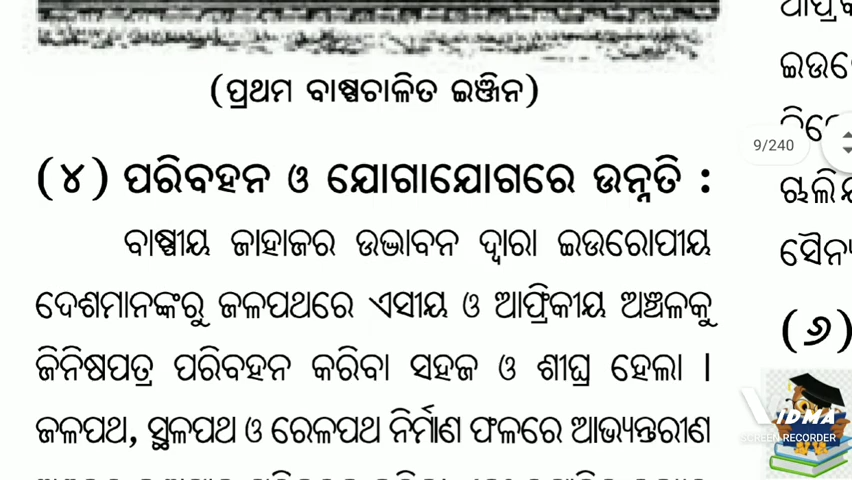 (ପ୍ରଥମ ବାଷ୍ପଚାଳିତ ଇଞ୍ଜିନ)
(୪) ପରିବହନ ଓ ଯୋଗାଯୋଗରେ ଉନ୍ନତି :
ବାଷ୍ପୀୟ ଜାହାଜର ଉଦ୍ଭାବନ ଦ୍ୱାରା ଇଉରୋପୀୟ
ଦେଶମାନଙ୍କରୁ ଜଳପଥରେ ଏସୀୟ ଓ ଆଫ୍ରିକୀୟ ଅଞ୍ଚଳକୁ
ଜିନିଷପତ୍ର ପରିବହନ କରିବା ସହଜ ଓ ଶୀଘ୍ର ହେଲା ।
ଜଳପଥ, ସ୍ଥଳପଥ ଓ ରେଳପଥ ନିର୍ମାଣ ଫଳରେ ଆଭ୍ୟନ୍ତରୀଣ
9/240
(୬)
VIDMA
SCREEN RECORDER